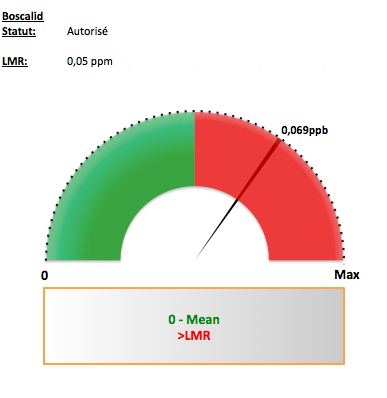 Boscalid
Statut: Autorisé
LMR: 0,05 ppm
0,069ppb
0 Max
0 - Mean
>LMR